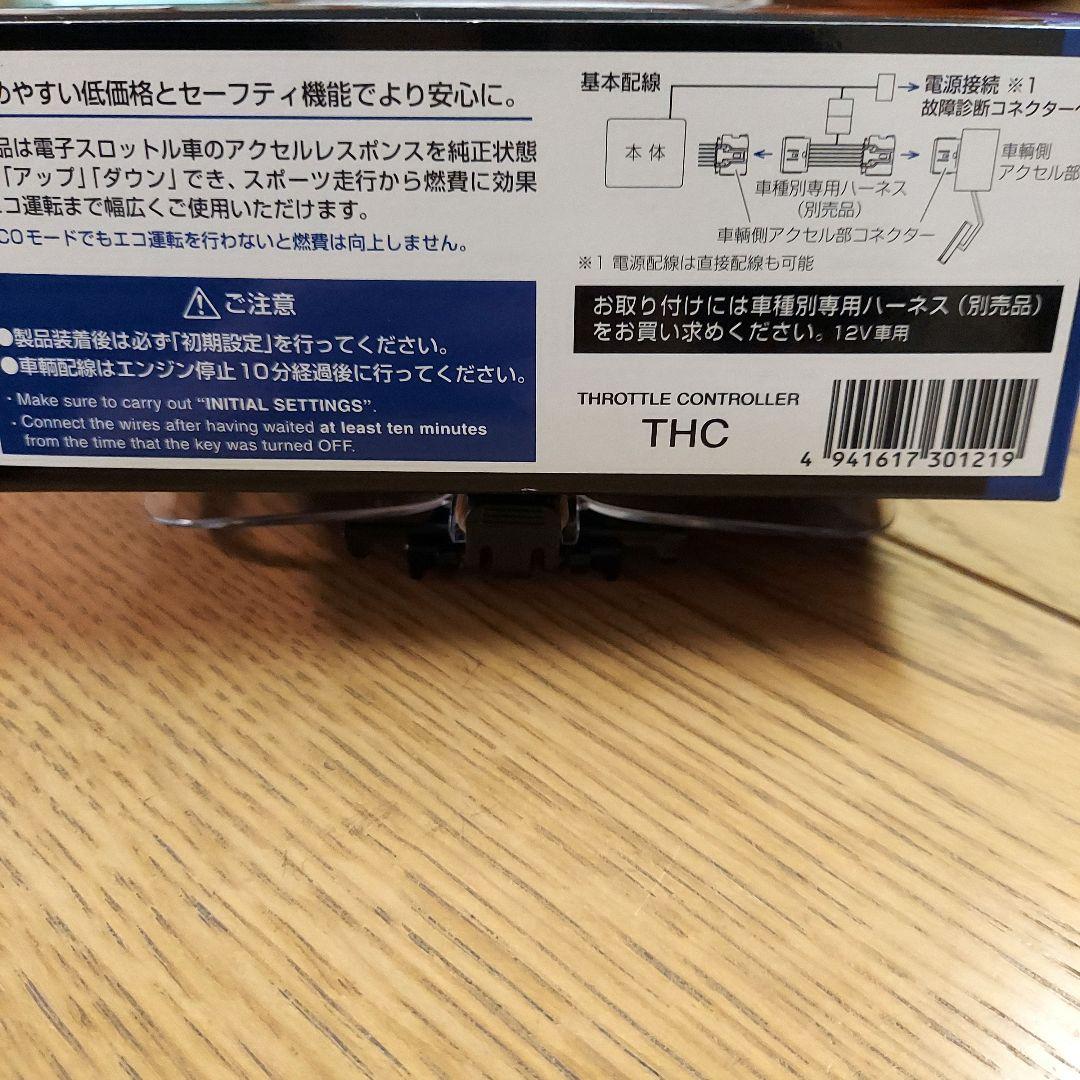 めやすい低価格とセーフティ機能でより安心に。
品は電子スロットル車のアクセルレスポンスを純正状態
「アップ」「ダウン」でき、スポーツ走行から燃費に効果
エコ運転まで幅広くご使用いただけます。
COモードでもエコ運転を行わないと燃費は向上しません。
ご注意
●製品装着後は必ず「初期設定」を行ってください。
●車輌配線はエンジン停止10分経過後に行ってください。
・Make sure to carry out “INITIAL SETTINGS”.
・Connect the wires after having waited at least ten minutes
from the time that the key was turned OFF.
基本配線
電源接続 ※1
故障診断コネクターへ
本体
車輌側
アクセル部
車種別専用ハーネス
(別売品)
車輌側アクセル部コネクター
※1 電源配線は直接配線も可能
お取り付けには車種別専用ハーネス(別売品)
をお買い求めください。12V車用
THROTTLE CONTROLLER
THC
4 941617 301219